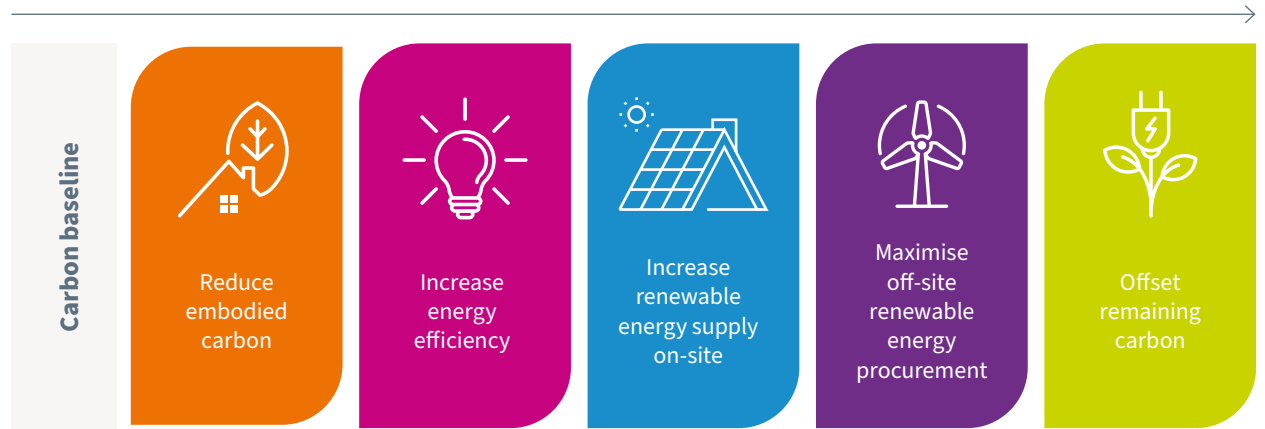 Carbon baseline
Reduce
embodied
carbon
Increase
energy
efficiency
Increase
renewable
energy supply
on-site
Maximise
off-site
renewable
energy
procurement
Offset
remaining
carbon